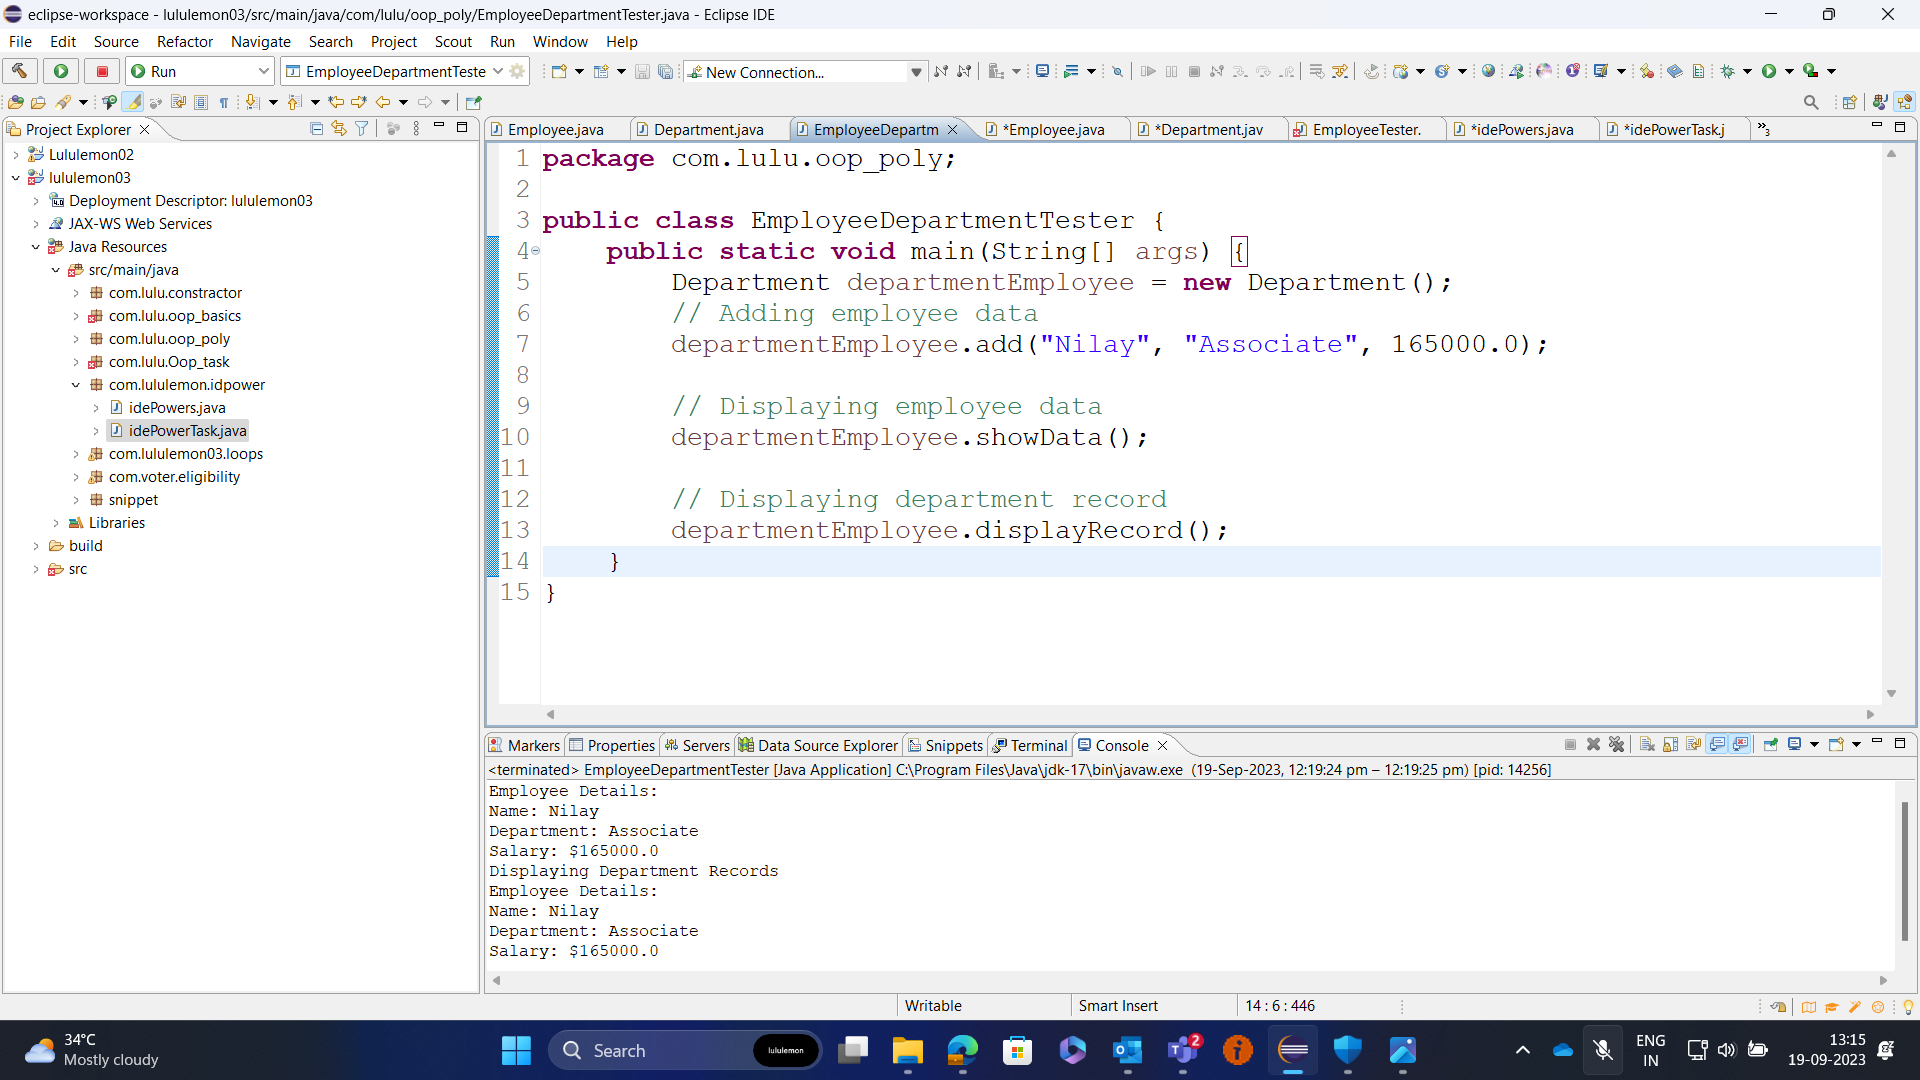 eclipse-workspace - lululemon03/src/main/java/com/lulu/oop_poly/EmployeeDepartmentTester.java - Eclipse IDE
File Edit Source Refactor Navigate Search Project Scout Run Window Help
Run EmployeeDepartmentTeste New Connection...
Project Explorer
Lululemon02
lululemon03
Deployment Descriptor: lululemon03
JAX-WS Web Services
Java Resources
src/main/java
com.lulu.constractor
com.lulu.oop_basics
com.lulu.oop_poly
com.lulu.Oop_task
com.lululemon.idpower
idePowers.java
idePowerTask.java
com.lululemon03.loops
com.voter.eligibility
snippet
Libraries
build
src
Employee.java Department.java EmployeeDepartm *Employee.java *Department.jav EmployeeTester. *idePowers.java *idePowerTask.j »3
1 package com.lulu.oop_poly;
2
3 public class EmployeeDepartmentTester {
4 public static void main(String[] args) {
5 Department departmentEmployee = new Department();
6 // Adding employee data
7 departmentEmployee.add("Nilay", "Associate", 165000.0);
8
9 // Displaying employee data
10 departmentEmployee.showData();
11
12 // Displaying department record
13 departmentEmployee.displayRecord();
14 }
15 }
Markers Properties Servers Data Source Explorer Snippets Terminal Console
<terminated> EmployeeDepartmentTester [Java Application] C:\Program Files\Java\jdk-17\bin\javaw.exe (19-Sep-2023, 12:19:24 pm – 12:19:25 pm) [pid: 14256]
Employee Details:
Name: Nilay
Department: Associate
Salary: $165000.0
Displaying Department Records
Employee Details:
Name: Nilay
Department: Associate
Salary: $165000.0
Writable Smart Insert 14 : 6 : 446
34°C
Mostly cloudy
Search lululemon
2
ENG
IN
13:15
19-09-2023